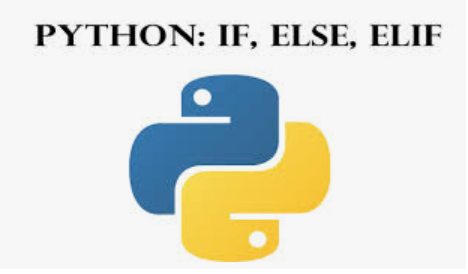 PYTHON: IF, ELSE, ELIF